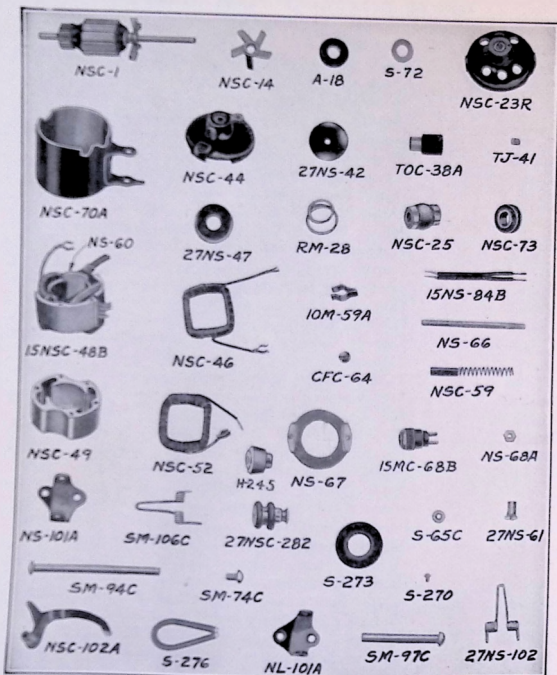 NSC-1
NSC-14
A-18
S-72
NSC-23R
NSC-70A
NSC-44
27NS-42
TOC-38A
TJ-41
27NS-47
RM-28
NSC-25
NSC-73
NS-60
15NSC-48B
NSC-46
10M-59A
15NS-84B
NS-66
CFC-64
NSC-59
NSC-49
NSC-52
H-245
NS-67
15MC-68B
NS-68A
NS-101A
SM-106C
27NSC-282
S-273
S-65C
27NS-61
SM-94C
SM-74C
S-270
NSC-102A
S-276
NL-101A
SM-97C
27NS-102